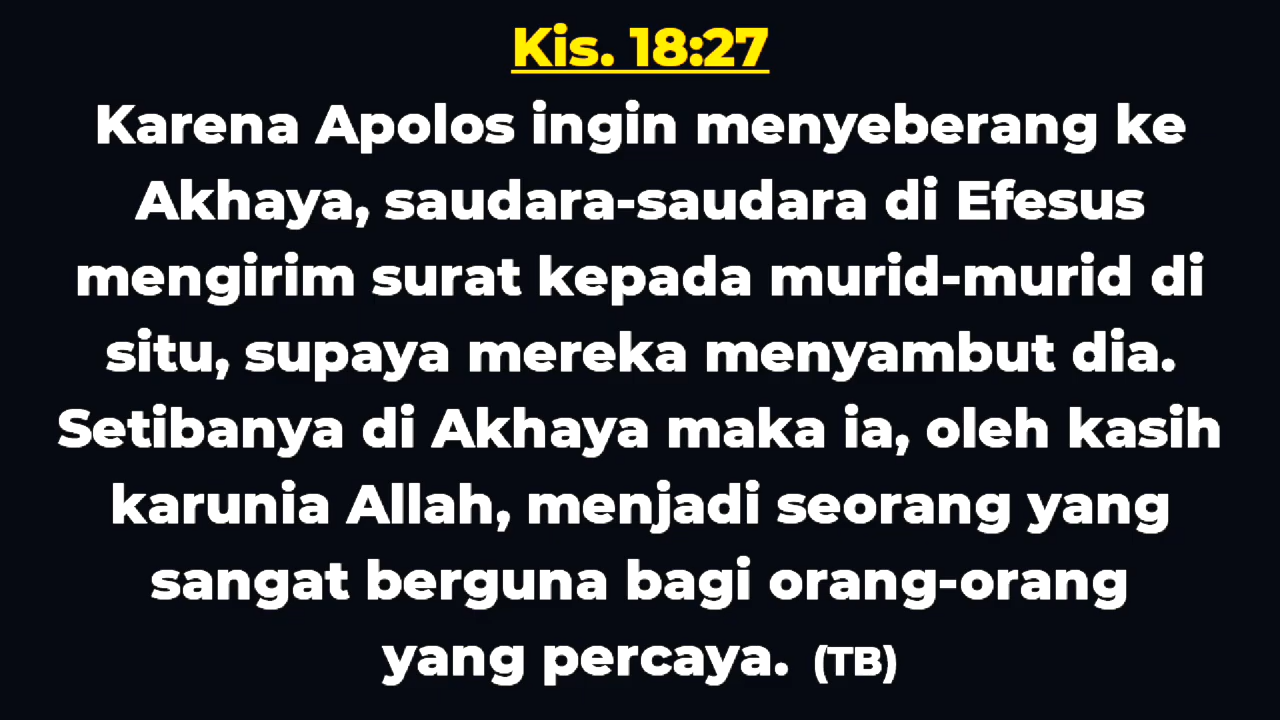 Kis. 18:27
Karena Apolos ingin menyeberang ke
Akhaya, saudara-saudara di Efesus
mengirim surat kepada murid-murid di
situ, supaya mereka menyambut dia.
Setibanya di Akhaya maka ia, oleh kasih
karunia Allah, menjadi seorang yang
sangat berguna bagi orang-orang
yang percaya. (TB)